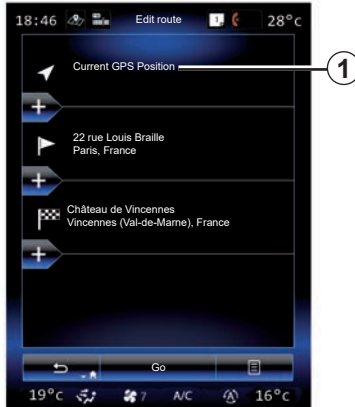 18:46 Edit route 1 28°c
Current GPS Position
1
22 rue Louis Braille
Paris, France
Château de Vincennes
Vincennes (Val-de-Marne), France
Go
19°c 7 A/C 16°c